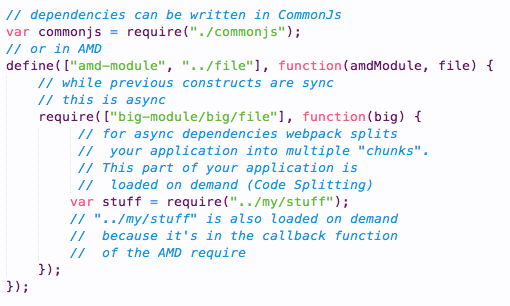 // dependencies can be written in CommonJs
var commonjs = require("./commonjs");
// or in AMD
define(["amd-module", "../file"], function(amdModule, file) {
    // while previous constructs are sync
    // this is async
    require(["big-module/big/file"], function(big) {
         // for async dependencies webpack splits
         //  your application into multiple "chunks".
         // This part of your application is
         //  loaded on demand (Code Splitting)
        var stuff = require("../my/stuff");
        // "../my/stuff" is also loaded on demand
        //  because it's in the callback function
        //  of the AMD require
    });
});